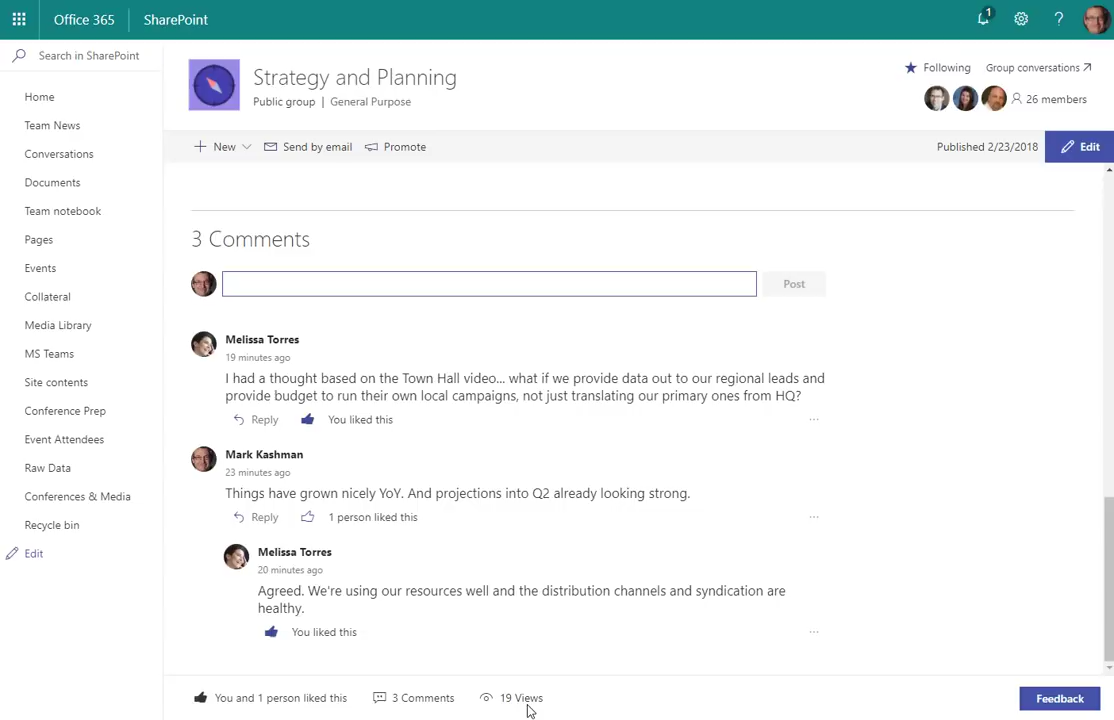 Office 365 SharePoint 1 ?
Search in SharePoint
Home
Team News
Conversations
Documents
Team notebook
Pages
Events
Collateral
Media Library
MS Teams
Site contents
Conference Prep
Event Attendees
Raw Data
Conferences & Media
Recycle bin
Edit
Strategy and Planning
Public group | General Purpose
Following Group conversations
26 members
New Send by email Promote Published 2/23/2018 Edit
3 Comments
Post
Melissa Torres
19 minutes ago
I had a thought based on the Town Hall video... what if we provide data out to our regional leads and
provide budget to run their own local campaigns, not just translating our primary ones from HQ?
Reply You liked this ...
Mark Kashman
23 minutes ago
Things have grown nicely YoY. And projections into Q2 already looking strong.
Reply 1 person liked this ...
Melissa Torres
20 minutes ago
Agreed. We're using our resources well and the distribution channels and syndication are
healthy.
You liked this ...
You and 1 person liked this 3 Comments 19 Views Feedback